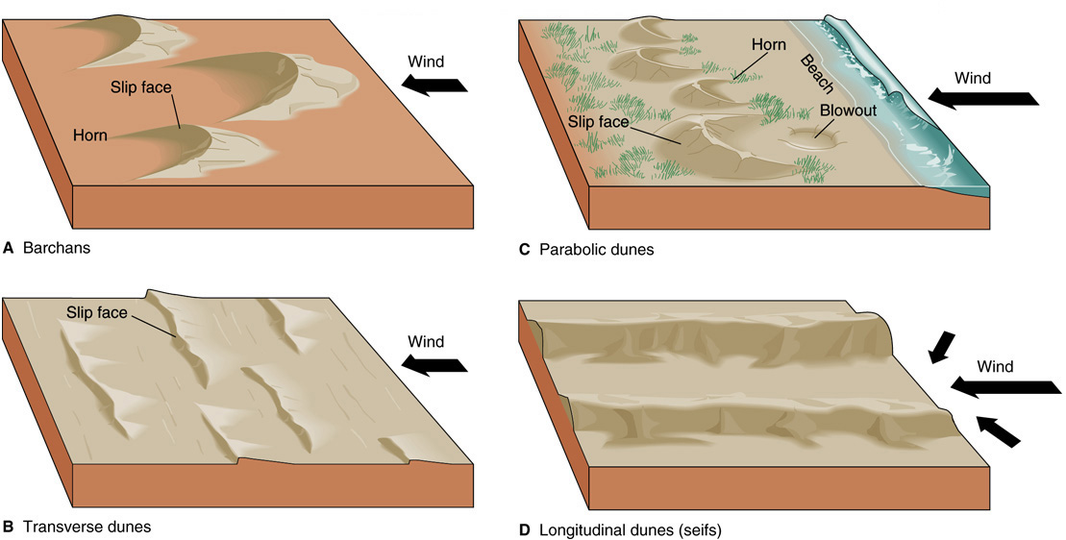 Wind
Slip face
Horn
A Barchans
Horn
Wind
Beach
Blowout
Slip face
C Parabolic dunes
Slip face
Wind
B Transverse dunes
Wind
D Longitudinal dunes (seifs)